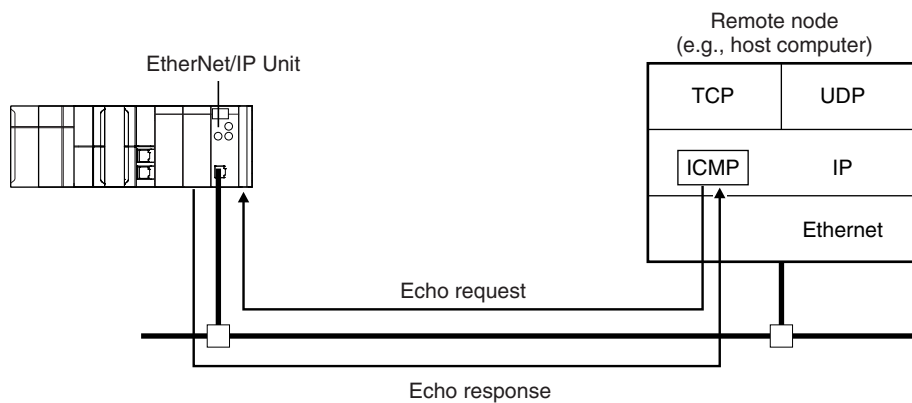 Remote node
(e.g., host computer)
EtherNet/IP Unit
TCP
UDP
ICMP
IP
Ethernet
Echo request
Echo response